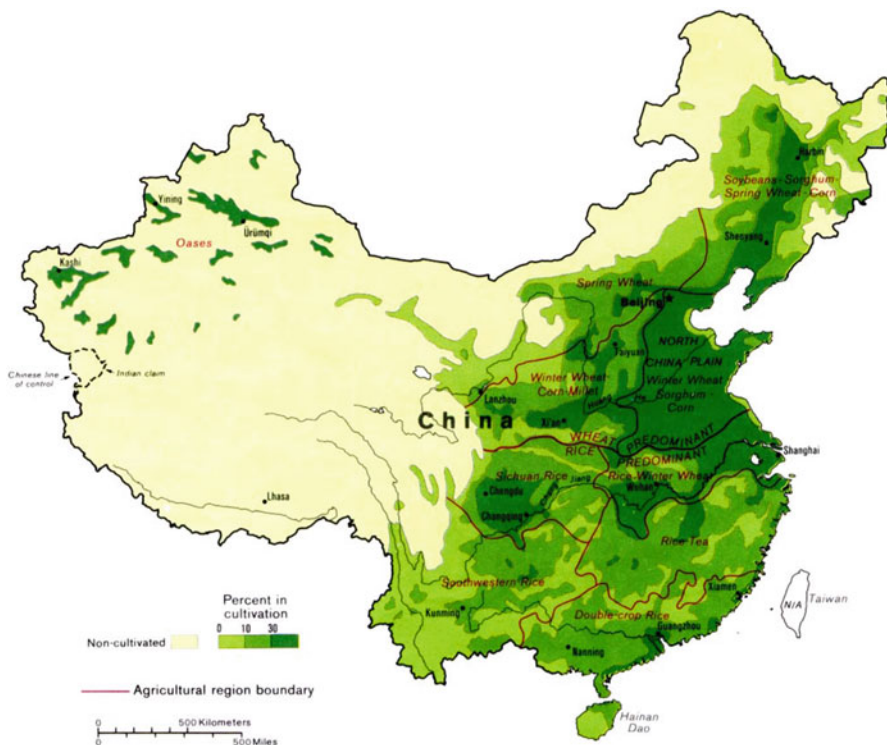 Harbin
Soybeans-Sorghum-
Spring Wheat-Corn
Yining
Ürümqi
Oases
Kashi
Shenyang
Spring Wheat
Beijing
Chinese line
of control
Indian claim
Taiyuan
NORTH
CHINA PLAIN
Winter Wheat
Sorghum-
Corn
Winter Wheat-
Corn-Millet
Lanzhou
Huang
He
China
Xi'an
WHEAT PREDOMINANT
RICE PREDOMINANT
Shanghai
Sichuan Rice
Jiang
Rice-Winter Wheat
Wuhan
Chengdu
Chongqing
Lhasa
Rice-Tea
Southwestern Rice
Xiamen
Kunming
Double-crop Rice
Guangzhou
N/A
Taiwan
Nanning
Hainan
Dao
Percent in
cultivation
0 10 30
Non-cultivated
Agricultural region boundary
0 500 Kilometers
0 500 Miles